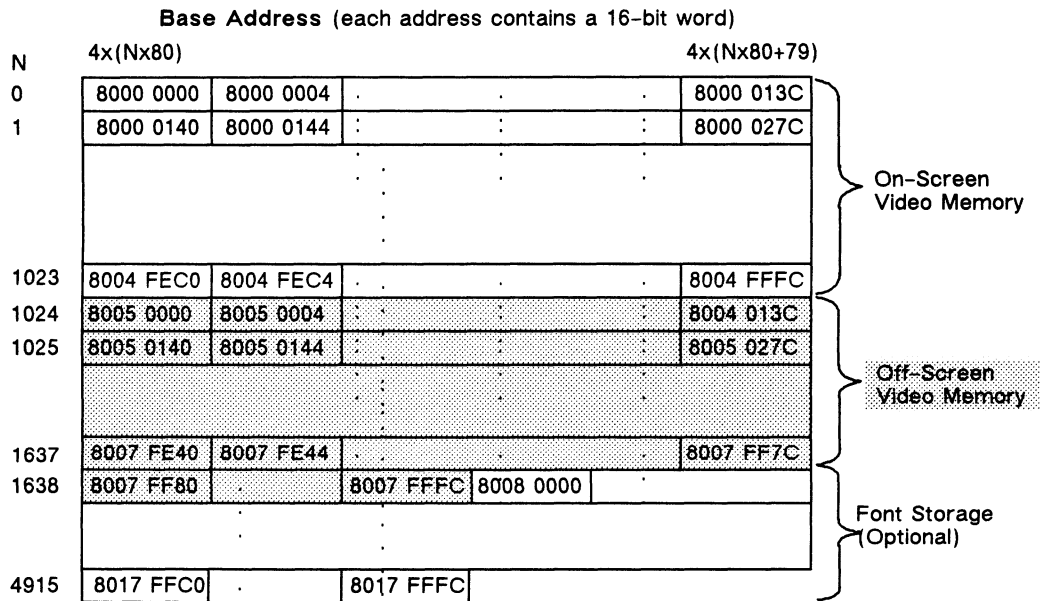 Base Address (each address contains a 16-bit word)
N 4x(Nx80) 4x(Nx80+79)
0 8000 0000 8000 0004 8000 013C
1 8000 0140 8000 0144 8000 027C
On-Screen
Video Memory
1023 8004 FEC0 8004 FEC4 8004 FFFC
1024 8005 0000 8005 0004 8004 013C
1025 8005 0140 8005 0144 8005 027C
Off-Screen
Video Memory
1637 8007 FE40 8007 FE44 8007 FF7C
1638 8007 FF80 8007 FFFC 8008 0000
Font Storage
(Optional)
4915 8017 FFC0 8017 FFFC